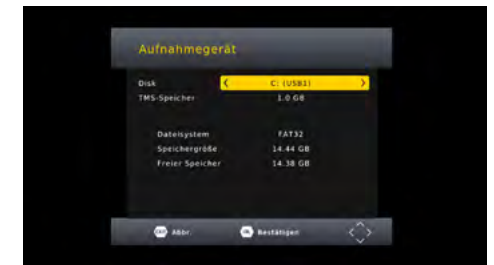 Aufnahmegerät
Disk C: (USB1)
TMS-Speicher 1.0 GB
Dateisystem FAT32
Speichergröße 14.44 GB
Freier Speicher 14.38 GB
EXIT Abbr. OK Bestätigen